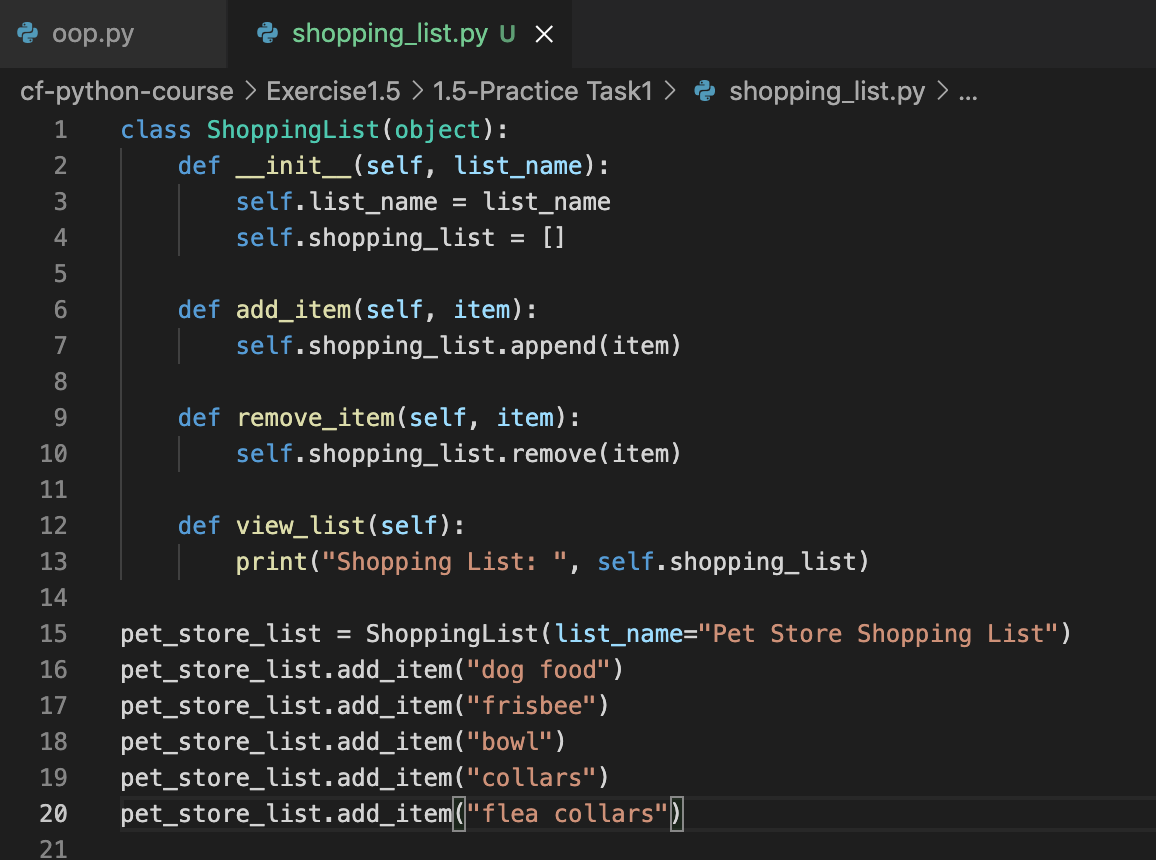 oop.py
shopping_list.py U
cf-python-course > Exercise1.5 > 1.5-Practice Task1 > shopping_list.py > ...
1 class ShoppingList(object):
2     def __init__(self, list_name):
3         self.list_name = list_name
4         self.shopping_list = []
5
6     def add_item(self, item):
7         self.shopping_list.append(item)
8
9     def remove_item(self, item):
10         self.shopping_list.remove(item)
11
12     def view_list(self):
13         print("Shopping List: ", self.shopping_list)
14
15 pet_store_list = ShoppingList(list_name="Pet Store Shopping List")
16 pet_store_list.add_item("dog food")
17 pet_store_list.add_item("frisbee")
18 pet_store_list.add_item("bowl")
19 pet_store_list.add_item("collars")
20 pet_store_list.add_item("flea collars")
21